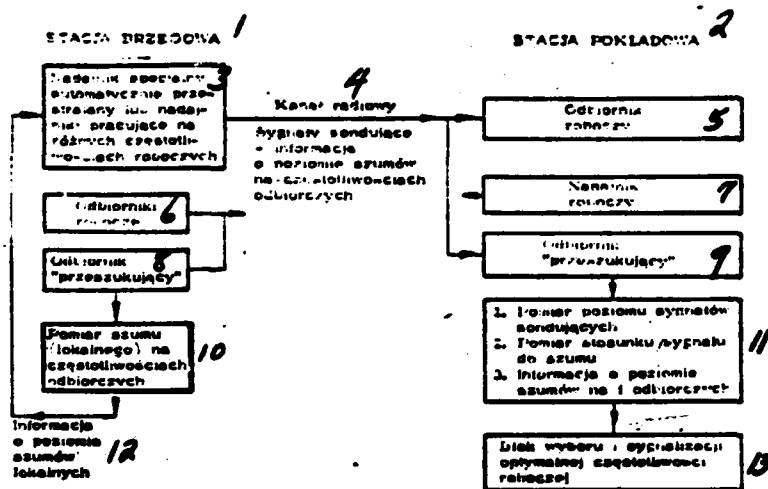 STACJA BRZEGOWA 1
STACJA POKŁADOWA 2
Nadajnik specjalny 3
automatycznie prze-
strajany lub nadaj-
niki pracujące na
różnych częstotli-
wościach roboczych
4
Kanał radiowy
Sygnały sondujące
+ informacja
o poziomie szumów
na częstotliwościach
odbiorczych
Odbiornik
roboczy 5
Odbiorniki 6
robocze
Nadajnik 7
roboczy
Odbiornik 8
"przeszukujący"
Odbiornik 9
"przeszukujący"
Pomiar szumu
(lokalnego) na 10
częstotliwościach
odbiorczych
1. Pomiar poziomu sygnałów
sondujących
2. Pomiar stosunku sygnału 11
do szumu
3. Informacja o poziomie
szumów na f odbiorczych
Informacja
o poziomie 12
szumów
lokalnych
Blok wyboru i sygnalizacji
optymalnej częstotliwości 13
roboczej